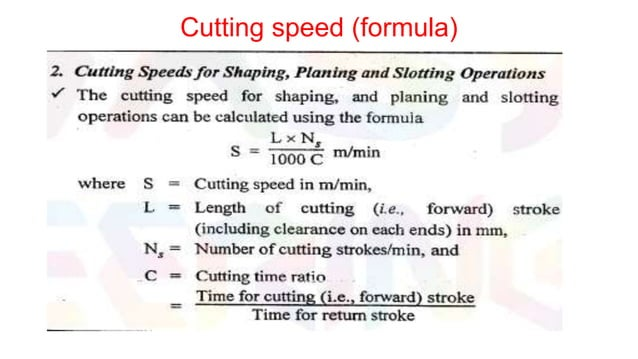 Cutting speed (formula)
2. Cutting Speeds for Shaping, Planing and Slotting Operations
✓ The cutting speed for shaping, and planing and slotting
operations can be calculated using the formula
S = L × Nₛ / 1000 C m/min
where S = Cutting speed in m/min,
L = Length of cutting (i.e., forward) stroke
(including clearance on each ends) in mm,
Nₛ = Number of cutting strokes/min, and
C = Cutting time ratio
= Time for cutting (i.e., forward) stroke
Time for return stroke